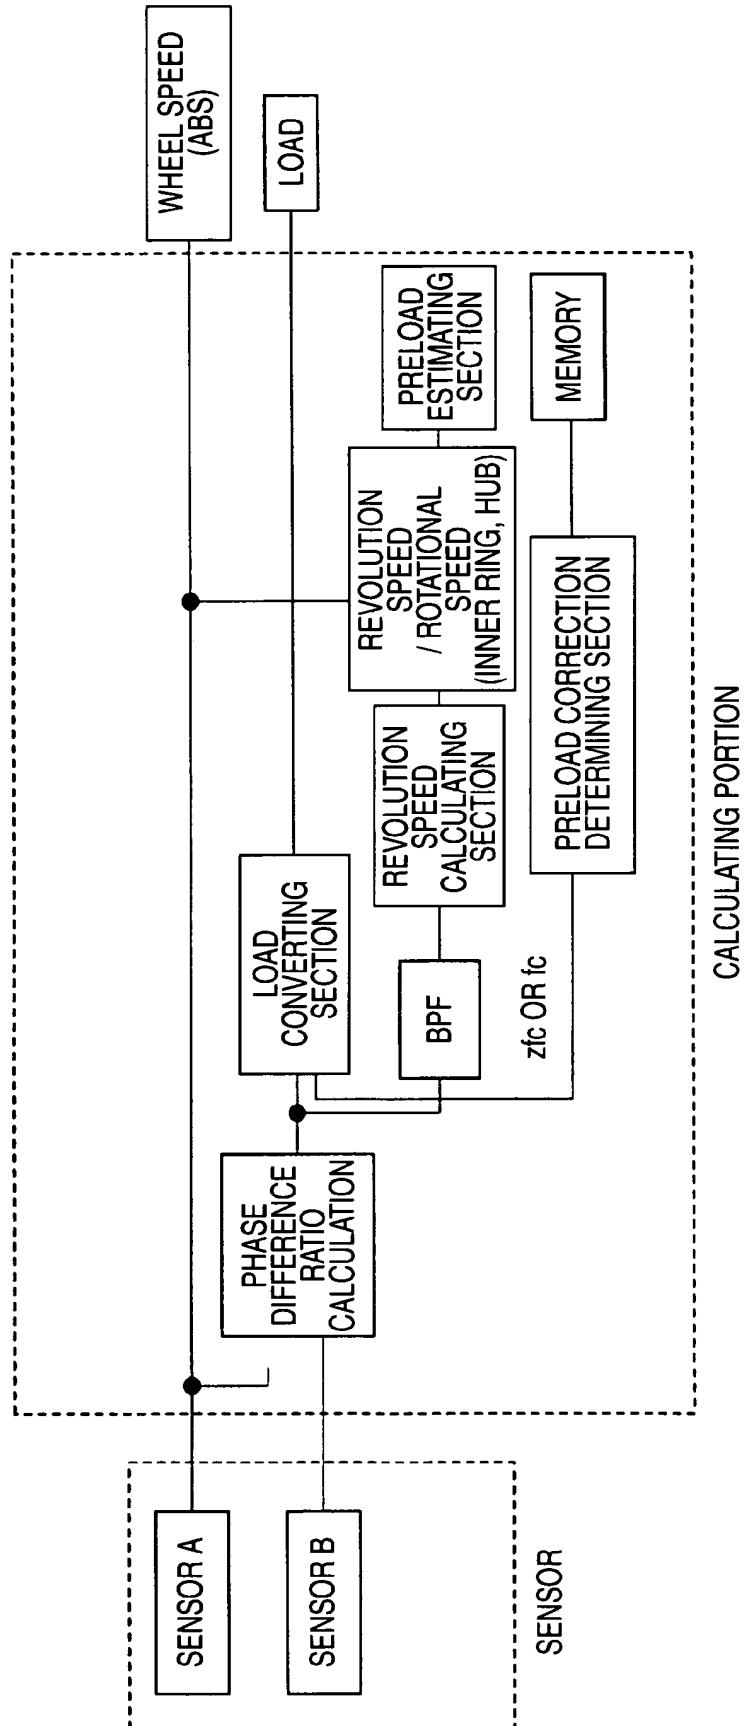 SENSOR A
SENSOR B
SENSOR
PHASE
DIFFERENCE
RATIO
CALCULATION
LOAD
CONVERTING
SECTION
BPF
zfc OR fc
REVOLUTION
SPEED
CALCULATING
SECTION
REVOLUTION
SPEED
/ ROTATIONAL
SPEED
(INNER RING, HUB)
PRELOAD
ESTIMATING
SECTION
PRELOAD CORRECTION
DETERMINING SECTION
MEMORY
CALCULATING PORTION
WHEEL SPEED
(ABS)
LOAD